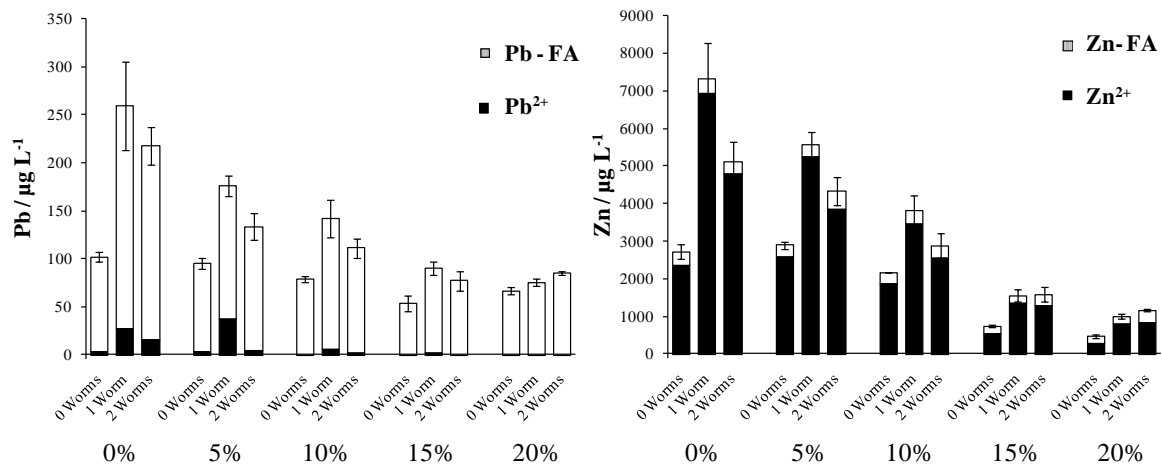 350
300
250
200
150
100
50
0
Pb / µg L⁻¹
Pb - FA
Pb²⁺
0 Worms
1 Worm
2 Worms
0 Worms
1 Worm
2 Worms
0 Worms
1 Worm
2 Worms
0 Worms
1 Worm
2 Worms
0 Worms
1 Worm
2 Worms
0% 5% 10% 15% 20%
9000
8000
7000
6000
5000
4000
3000
2000
1000
0
Zn / µg L⁻¹
Zn- FA
Zn²⁺
0 Worms
1 Worm
2 Worms
0 Worms
1 Worm
2 Worms
0 Worms
1 Worm
2 Worms
0 Worms
1 Worm
2 Worms
0 Worms
1 Worm
2 Worms
0% 5% 10% 15% 20%